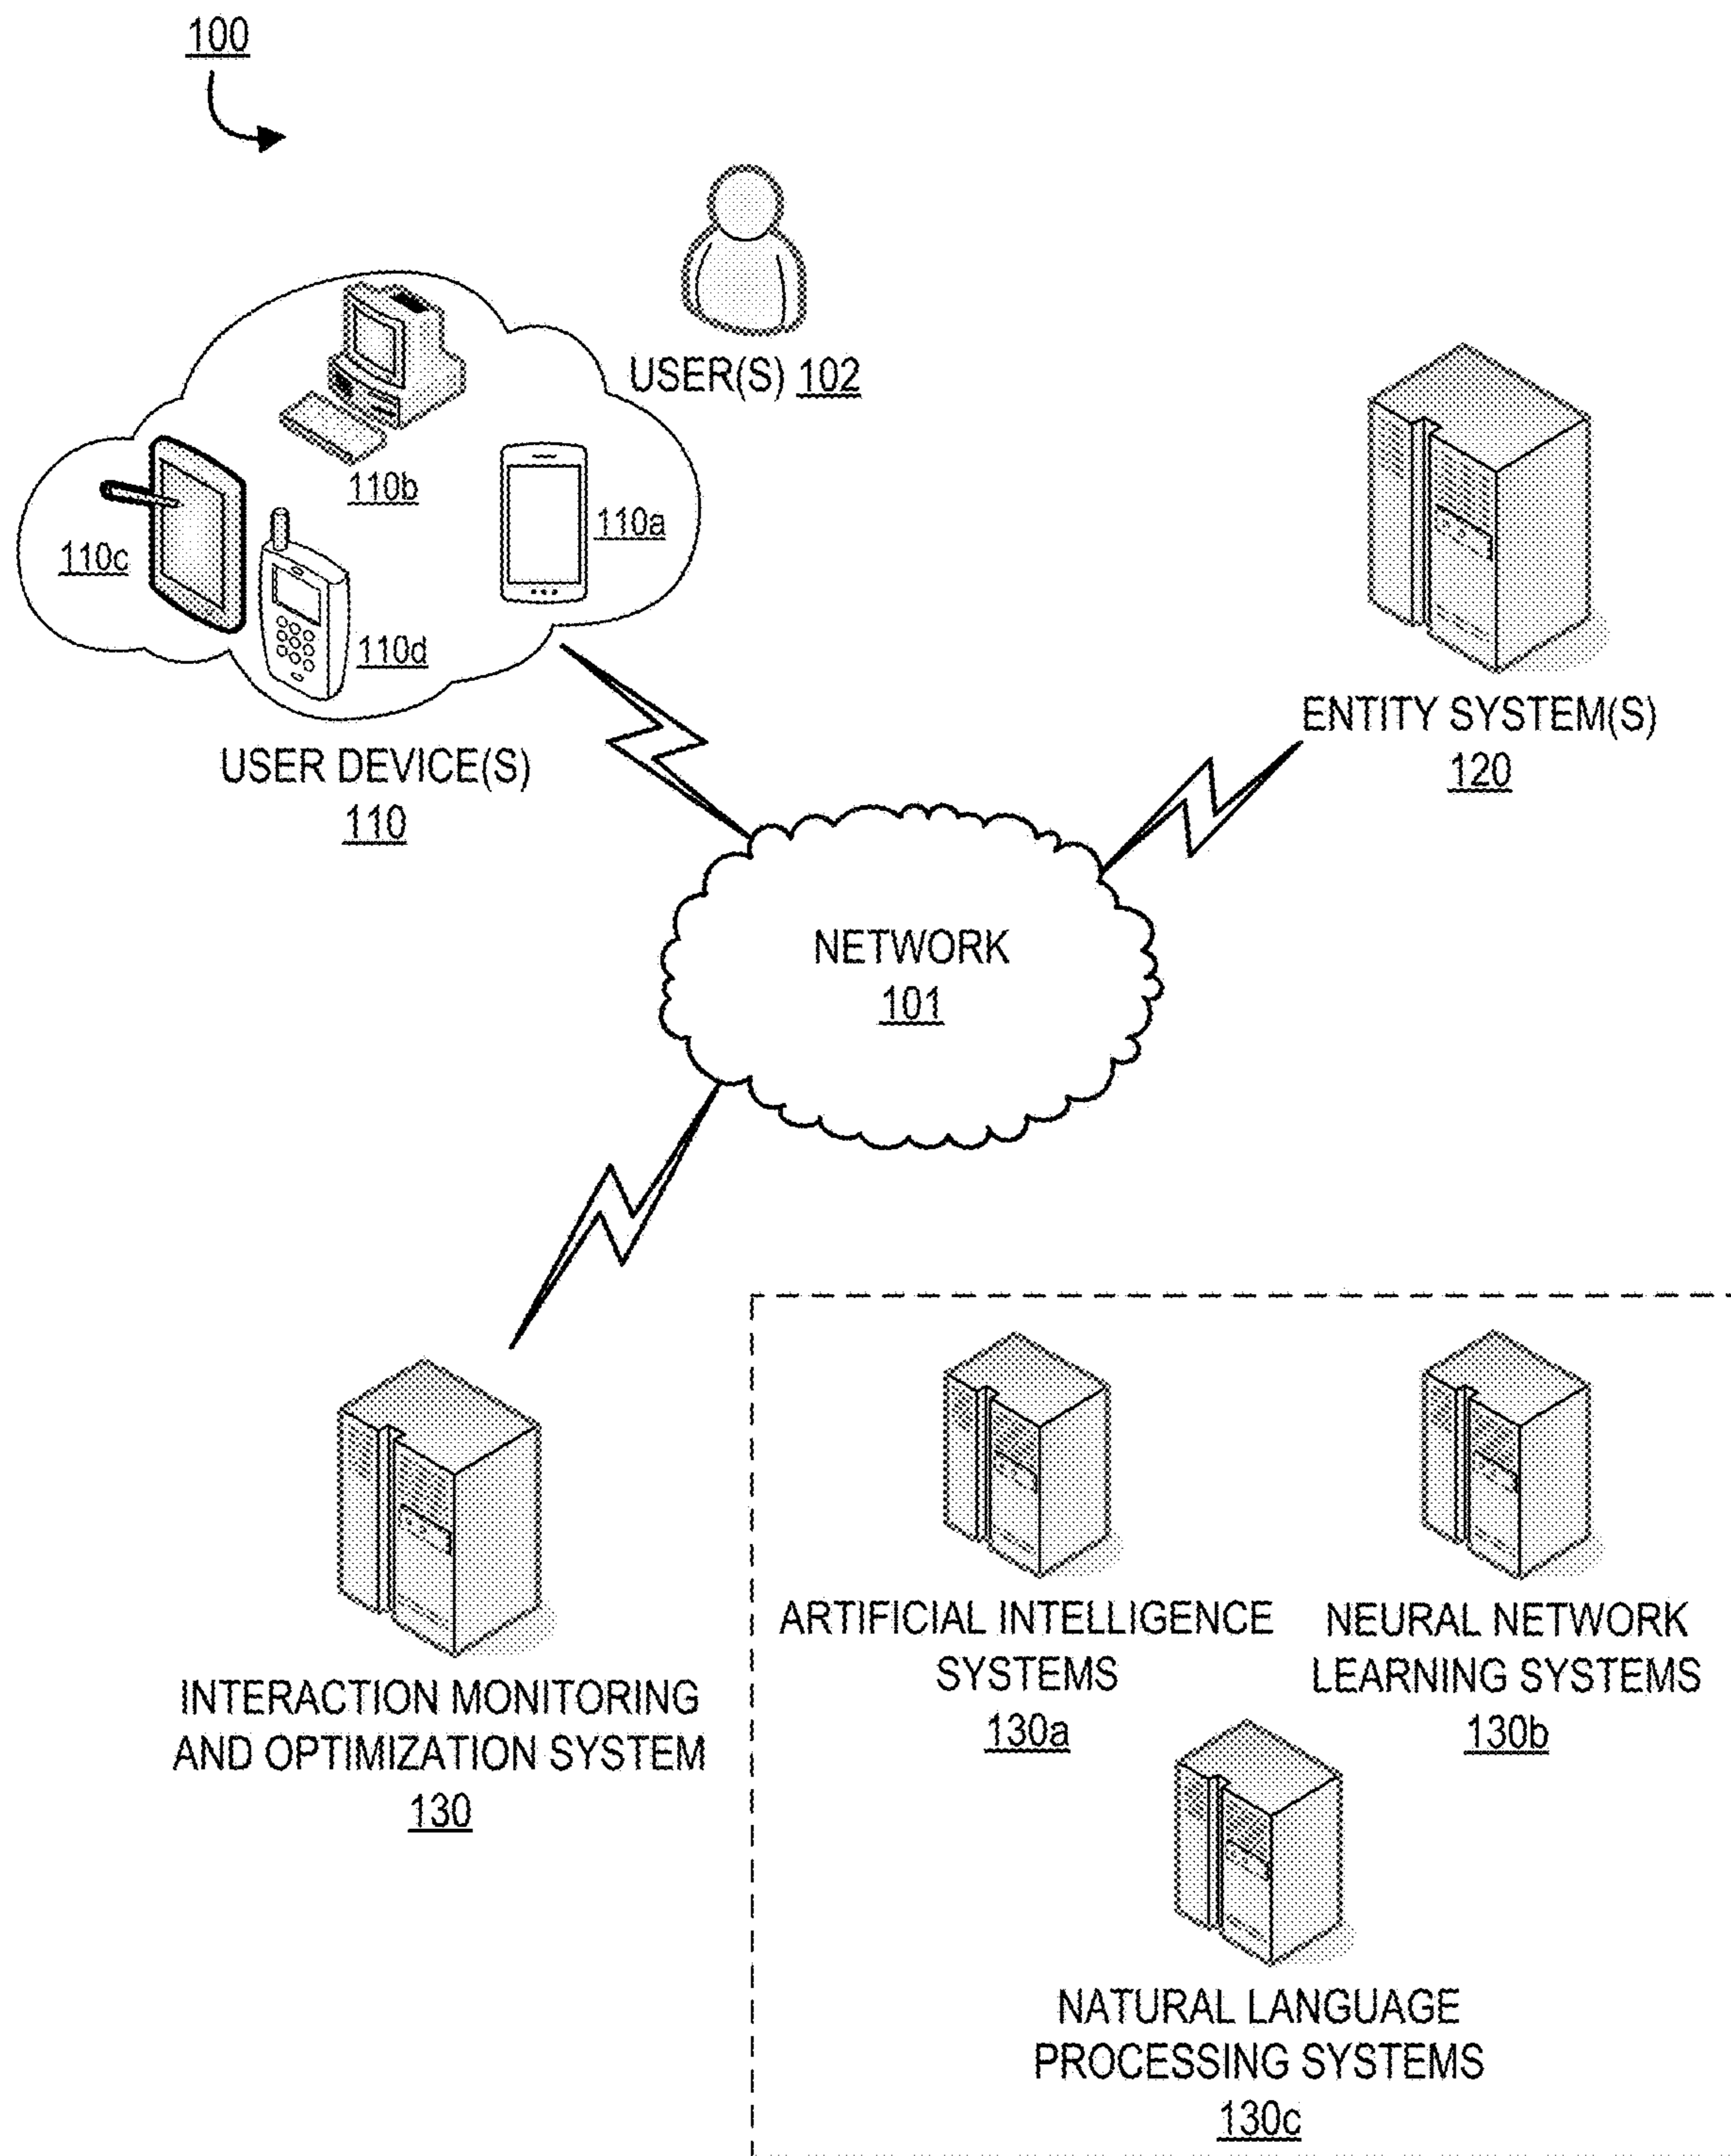 100
USER(S) 102
110b
110a
110c
110d
USER DEVICE(S)
110
ENTITY SYSTEM(S)
120
NETWORK
101
INTERACTION MONITORING
AND OPTIMIZATION SYSTEM
130
ARTIFICIAL INTELLIGENCE
SYSTEMS
130a
NEURAL NETWORK
LEARNING SYSTEMS
130b
NATURAL LANGUAGE
PROCESSING SYSTEMS
130c